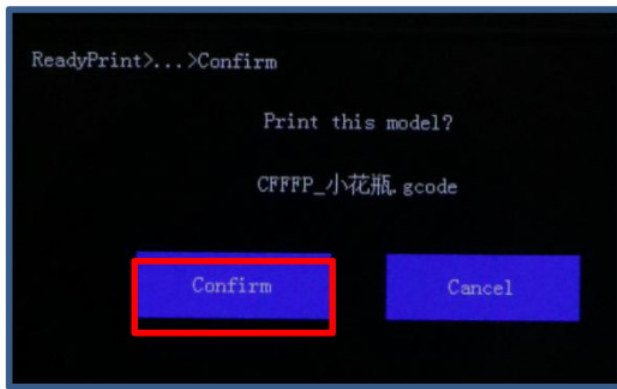 ReadyPrint>...>Confirm
Print this model?
CFFFP_小花瓶.gcode
Confirm
Cancel